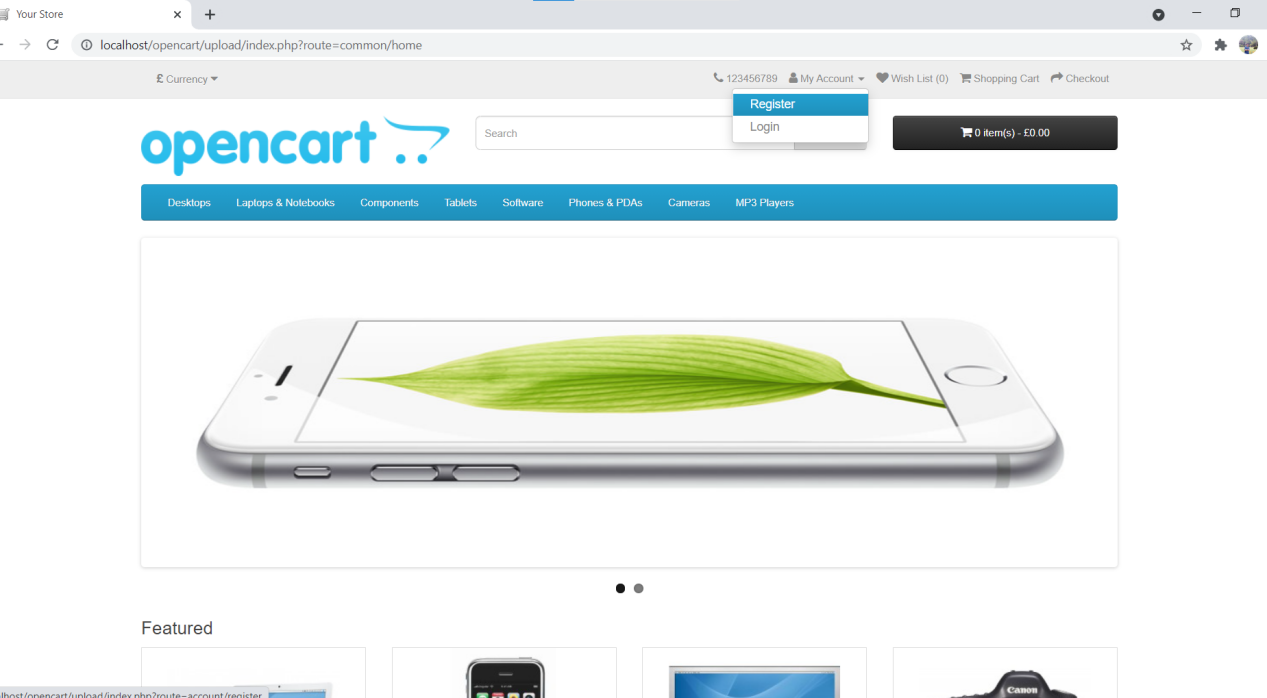 Your Store
localhost/opencart/upload/index.php?route=common/home
£ Currency
123456789 My Account Wish List (0) Shopping Cart Checkout
Register
Login
opencart
Search
0 item(s) - £0.00
Desktops Laptops & Notebooks Components Tablets Software Phones & PDAs Cameras MP3 Players
Featured
Canon
lhost/opencart/upload/index.php?route=account/register